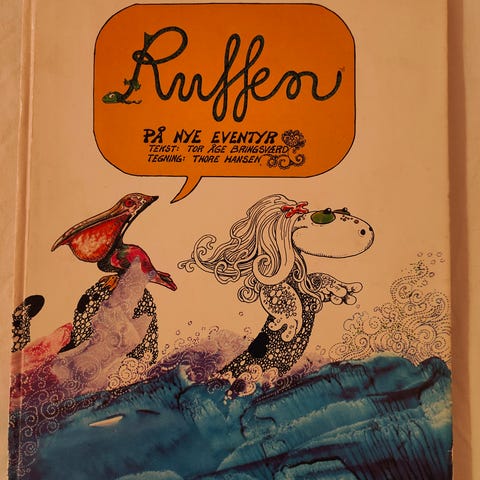 Ruffen
PÅ NYE EVENTYR
TEKST: TOR ÅGE BRINGSVÆRD
TEGNING: THORE HANSEN